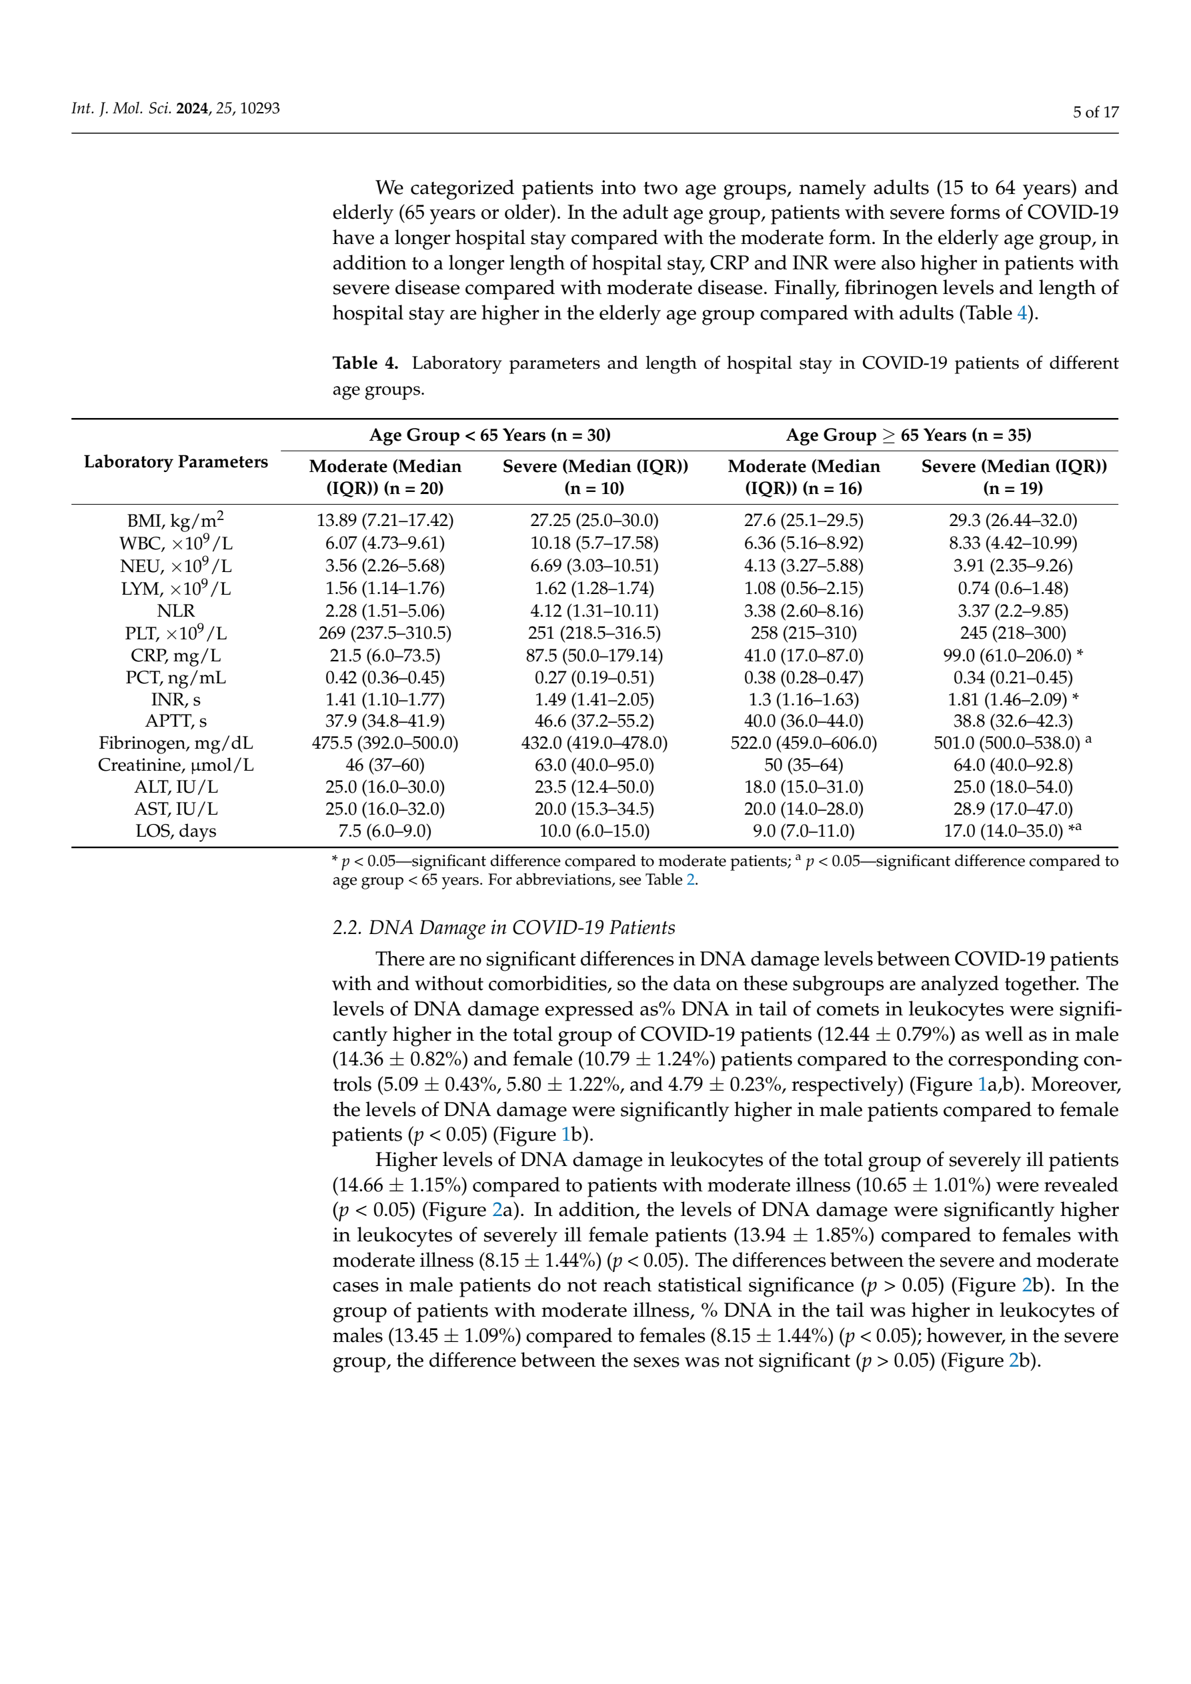 Int. J. Mol. Sci. 2024, 25, 10293
5 of 17
We categorized patients into two age groups, namely adults (15 to 64 years) and
elderly (65 years or older). In the adult age group, patients with severe forms of COVID-19
have a longer hospital stay compared with the moderate form. In the elderly age group, in
addition to a longer length of hospital stay, CRP and INR were also higher in patients with
severe disease compared with moderate disease. Finally, fibrinogen levels and length of
hospital stay are higher in the elderly age group compared with adults (Table 4).
Table 4. Laboratory parameters and length of hospital stay in COVID-19 patients of different
age groups.
Age Group < 65 Years (n = 30) Age Group ≥ 65 Years (n = 35)
Laboratory Parameters
Moderate (Median Severe (Median (IQR)) Moderate (Median Severe (Median (IQR))
(IQR)) (n = 20) (n = 10) (IQR)) (n = 16) (n = 19)
BMI, kg/m² 13.89 (7.21–17.42) 27.25 (25.0–30.0) 27.6 (25.1–29.5) 29.3 (26.44–32.0)
WBC, ×10⁹/L 6.07 (4.73–9.61) 10.18 (5.7–17.58) 6.36 (5.16–8.92) 8.33 (4.42–10.99)
NEU, ×10⁹/L 3.56 (2.26–5.68) 6.69 (3.03–10.51) 4.13 (3.27–5.88) 3.91 (2.35–9.26)
LYM, ×10⁹/L 1.56 (1.14–1.76) 1.62 (1.28–1.74) 1.08 (0.56–2.15) 0.74 (0.6–1.48)
NLR 2.28 (1.51–5.06) 4.12 (1.31–10.11) 3.38 (2.60–8.16) 3.37 (2.2–9.85)
PLT, ×10⁹/L 269 (237.5–310.5) 251 (218.5–316.5) 258 (215–310) 245 (218–300)
CRP, mg/L 21.5 (6.0–73.5) 87.5 (50.0–179.14) 41.0 (17.0–87.0) 99.0 (61.0–206.0) *
PCT, ng/mL 0.42 (0.36–0.45) 0.27 (0.19–0.51) 0.38 (0.28–0.47) 0.34 (0.21–0.45)
INR, s 1.41 (1.10–1.77) 1.49 (1.41–2.05) 1.3 (1.16–1.63) 1.81 (1.46–2.09) *
APTT, s 37.9 (34.8–41.9) 46.6 (37.2–55.2) 40.0 (36.0–44.0) 38.8 (32.6–42.3)
Fibrinogen, mg/dL 475.5 (392.0–500.0) 432.0 (419.0–478.0) 522.0 (459.0–606.0) 501.0 (500.0–538.0) ᵃ
Creatinine, µmol/L 46 (37–60) 63.0 (40.0–95.0) 50 (35–64) 64.0 (40.0–92.8)
ALT, IU/L 25.0 (16.0–30.0) 23.5 (12.4–50.0) 18.0 (15.0–31.0) 25.0 (18.0–54.0)
AST, IU/L 25.0 (16.0–32.0) 20.0 (15.3–34.5) 20.0 (14.0–28.0) 28.9 (17.0–47.0)
LOS, days 7.5 (6.0–9.0) 10.0 (6.0–15.0) 9.0 (7.0–11.0) 17.0 (14.0–35.0) *ᵃ
* p < 0.05—significant difference compared to moderate patients; ᵃ p < 0.05—significant difference compared to
age group < 65 years. For abbreviations, see Table 2.
2.2. DNA Damage in COVID-19 Patients
There are no significant differences in DNA damage levels between COVID-19 patients
with and without comorbidities, so the data on these subgroups are analyzed together. The
levels of DNA damage expressed as% DNA in tail of comets in leukocytes were signifi-
cantly higher in the total group of COVID-19 patients (12.44 ± 0.79%) as well as in male
(14.36 ± 0.82%) and female (10.79 ± 1.24%) patients compared to the corresponding con-
trols (5.09 ± 0.43%, 5.80 ± 1.22%, and 4.79 ± 0.23%, respectively) (Figure 1a,b). Moreover,
the levels of DNA damage were significantly higher in male patients compared to female
patients (p < 0.05) (Figure 1b).
Higher levels of DNA damage in leukocytes of the total group of severely ill patients
(14.66 ± 1.15%) compared to patients with moderate illness (10.65 ± 1.01%) were revealed
(p < 0.05) (Figure 2a). In addition, the levels of DNA damage were significantly higher
in leukocytes of severely ill female patients (13.94 ± 1.85%) compared to females with
moderate illness (8.15 ± 1.44%) (p < 0.05). The differences between the severe and moderate
cases in male patients do not reach statistical significance (p > 0.05) (Figure 2b). In the
group of patients with moderate illness, % DNA in the tail was higher in leukocytes of
males (13.45 ± 1.09%) compared to females (8.15 ± 1.44%) (p < 0.05); however, in the severe
group, the difference between the sexes was not significant (p > 0.05) (Figure 2b).